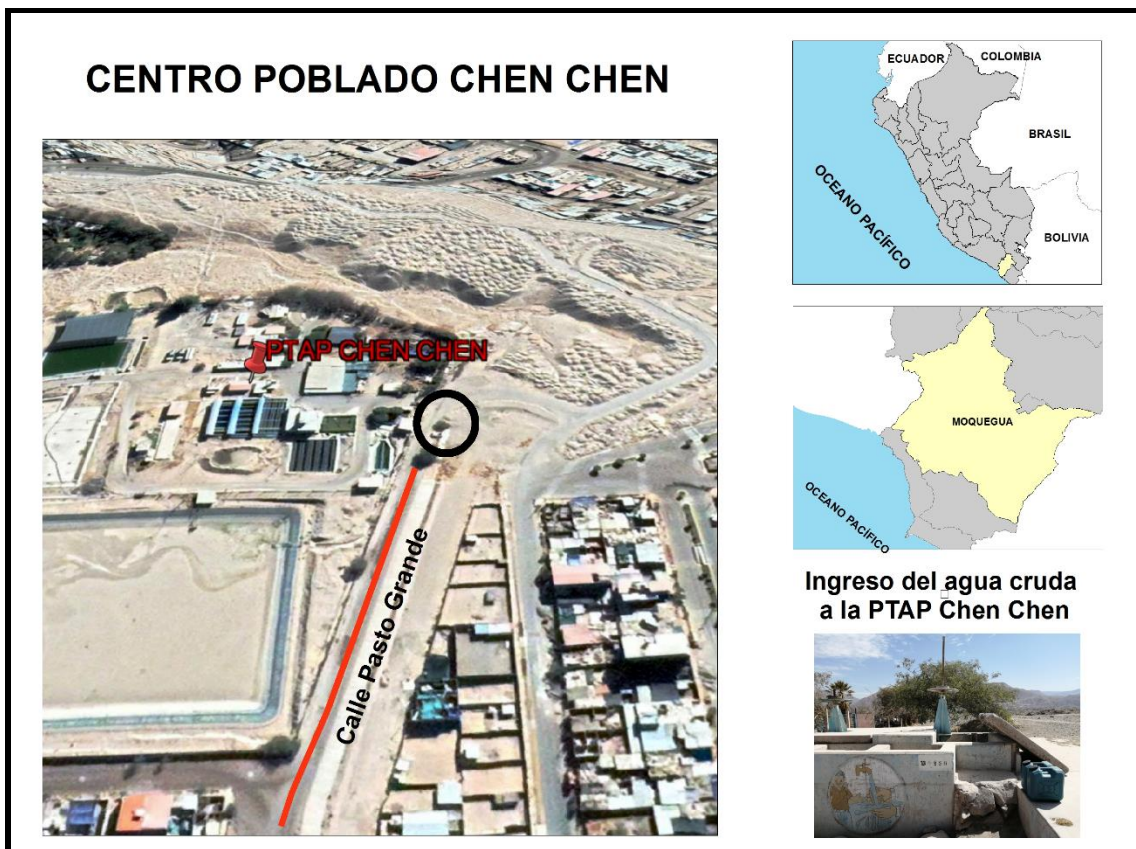 CENTRO POBLADO CHEN CHEN
PTAP CHEN CHEN
Calle Pasto Grande
ECUADOR
COLOMBIA
BRASIL
OCEANO PACÍFICO
BOLIVIA
MOQUEGUA
OCEANO PACÍFICO
Ingreso del agua cruda
a la PTAP Chen Chen